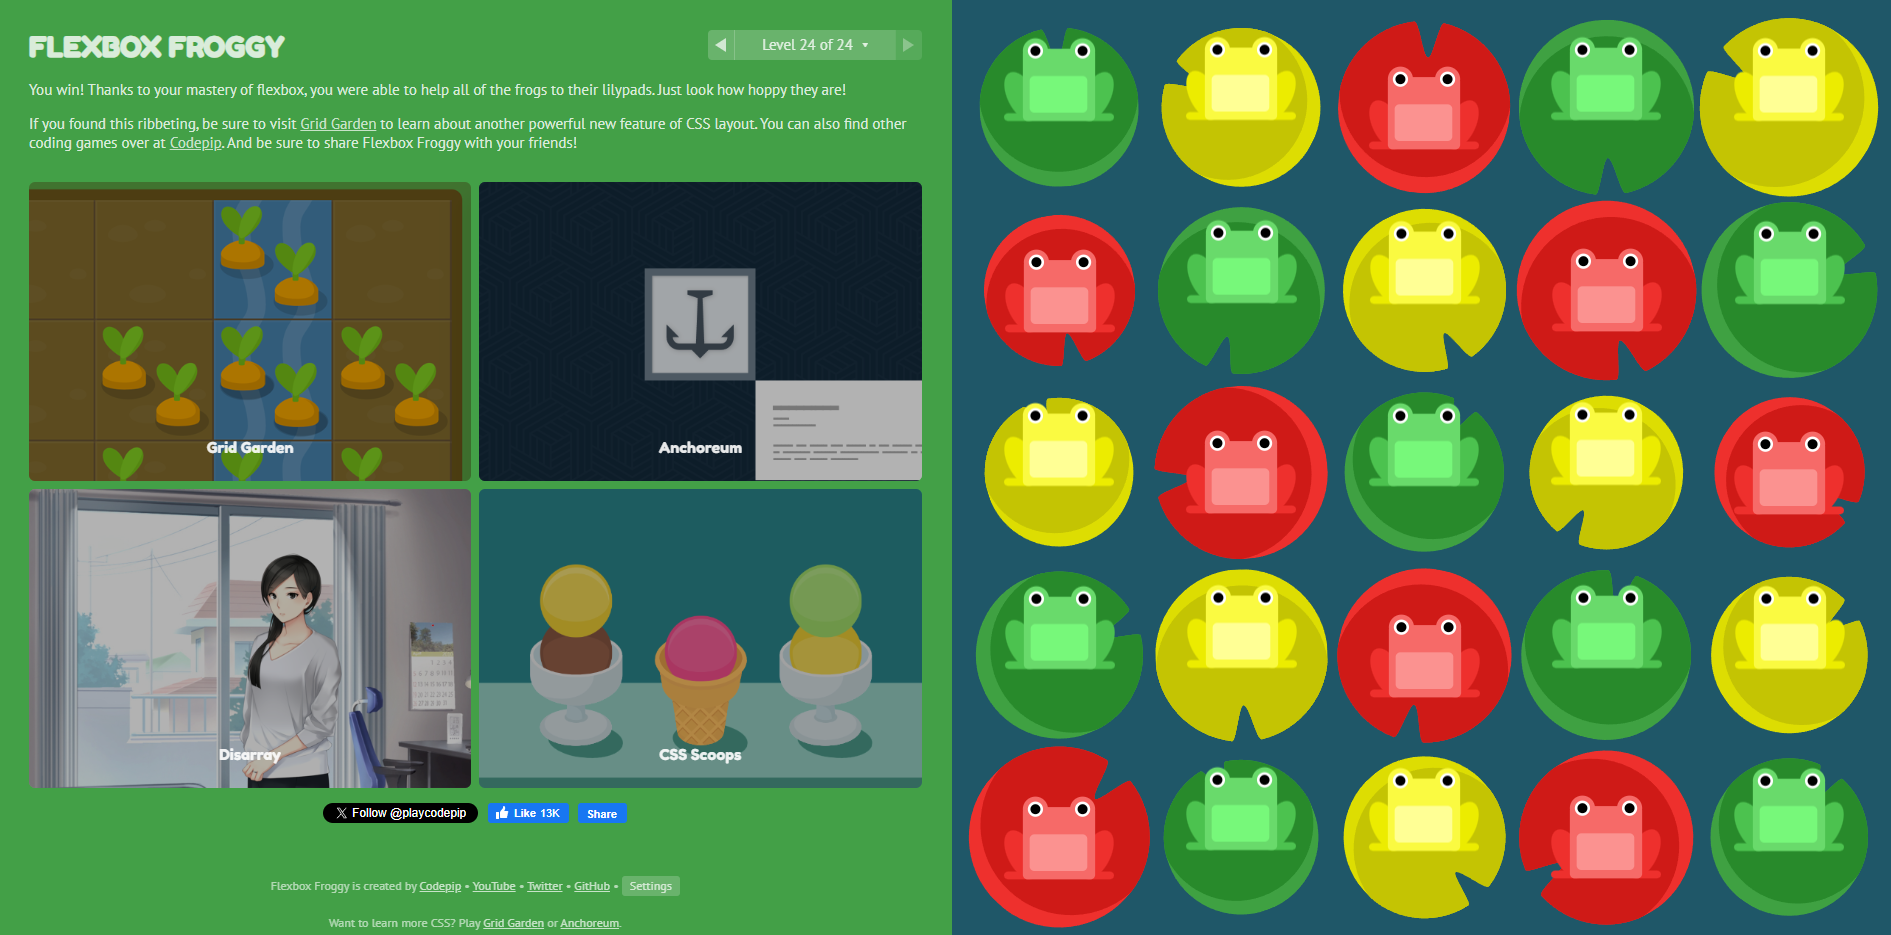 FLEXBOX FROGGY
Level 24 of 24
You win! Thanks to your mastery of flexbox, you were able to help all of the frogs to their lilypads. Just look how hoppy they are!
If you found this ribbeting, be sure to visit Grid Garden to learn about another powerful new feature of CSS layout. You can also find other
coding games over at Codepip. And be sure to share Flexbox Froggy with your friends!
Grid Garden
Anchoreum
Disarray
CSS Scoops
Follow @playcodepip
Like 13K
Share
Flexbox Froggy is created by Codepip • YouTube • Twitter • GitHub • Settings
Want to learn more CSS? Play Grid Garden or Anchoreum.